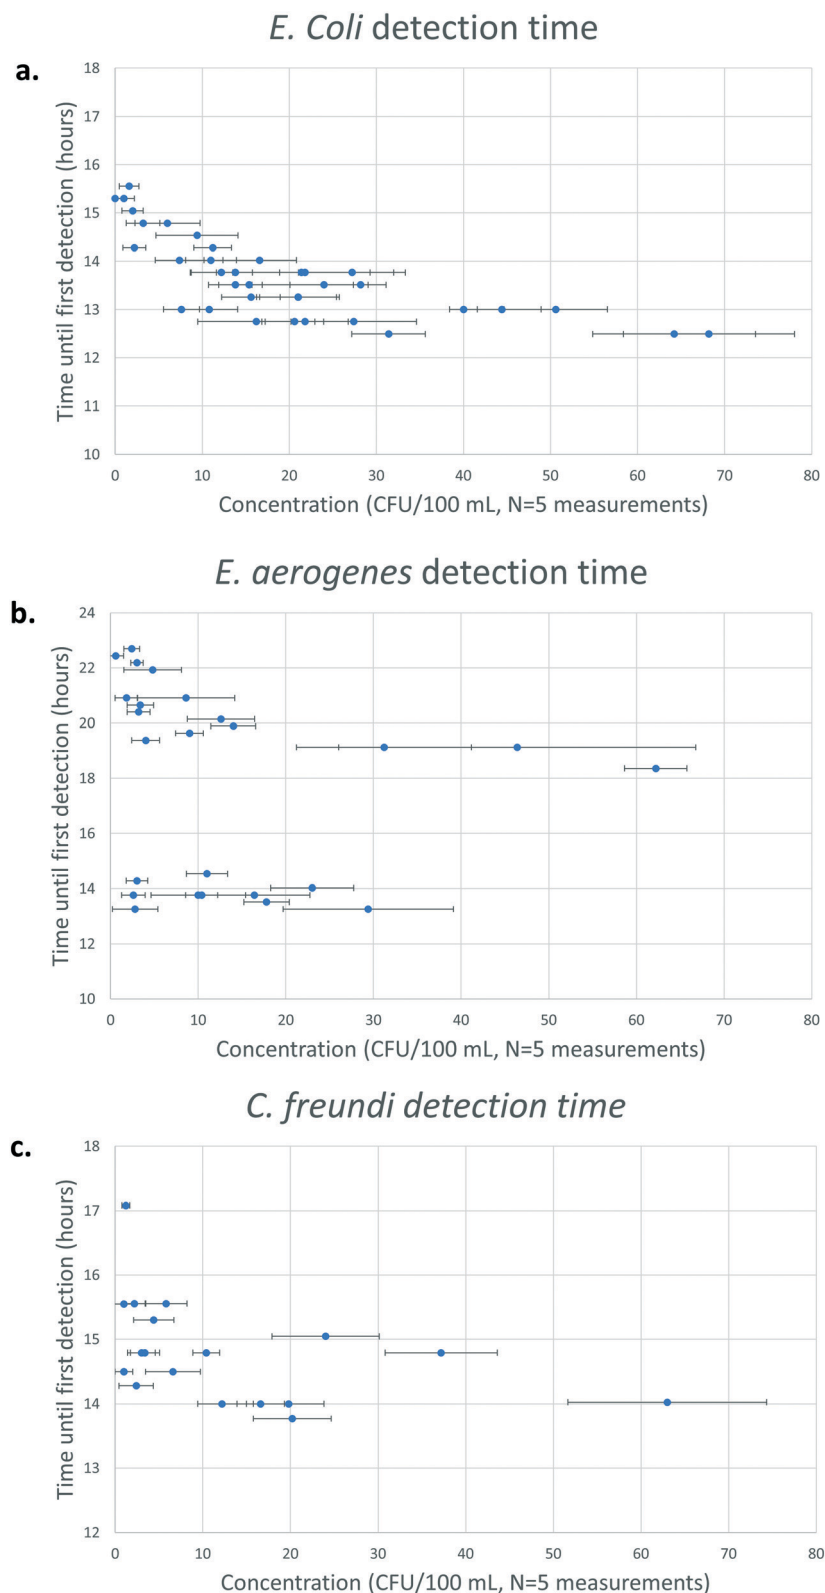 E. Coli detection time
a.
Time until first detection (hours)
18
17
16
15
14
13
12
11
10
0 10 20 30 40 50 60 70 80
Concentration (CFU/100 mL, N=5 measurements)
E. aerogenes detection time
b.
Time until first detection (hours)
24
22
20
18
16
14
12
10
0 10 20 30 40 50 60 70 80
Concentration (CFU/100 mL, N=5 measurements)
C. freundi detection time
c.
Time until first detection (hours)
18
17
16
15
14
13
12
0 10 20 30 40 50 60 70 80
Concentration (CFU/100 mL, N=5 measurements)